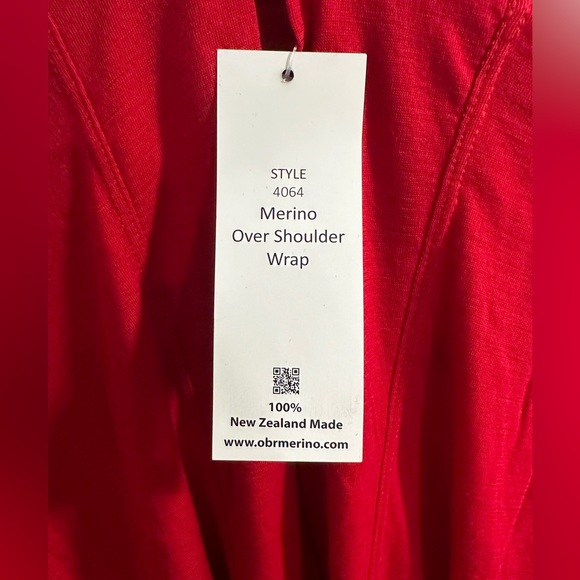 STYLE
4064
Merino
Over Shoulder
Wrap
100%
New Zealand Made
www.obrmerino.com